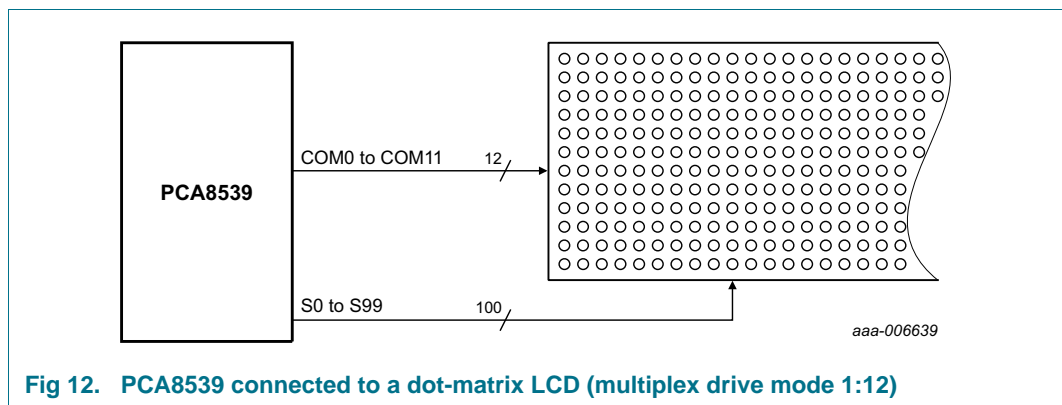 PCA8539
COM0 to COM11
12
S0 to S99
100
aaa-006639
Fig 12. PCA8539 connected to a dot-matrix LCD (multiplex drive mode 1:12)